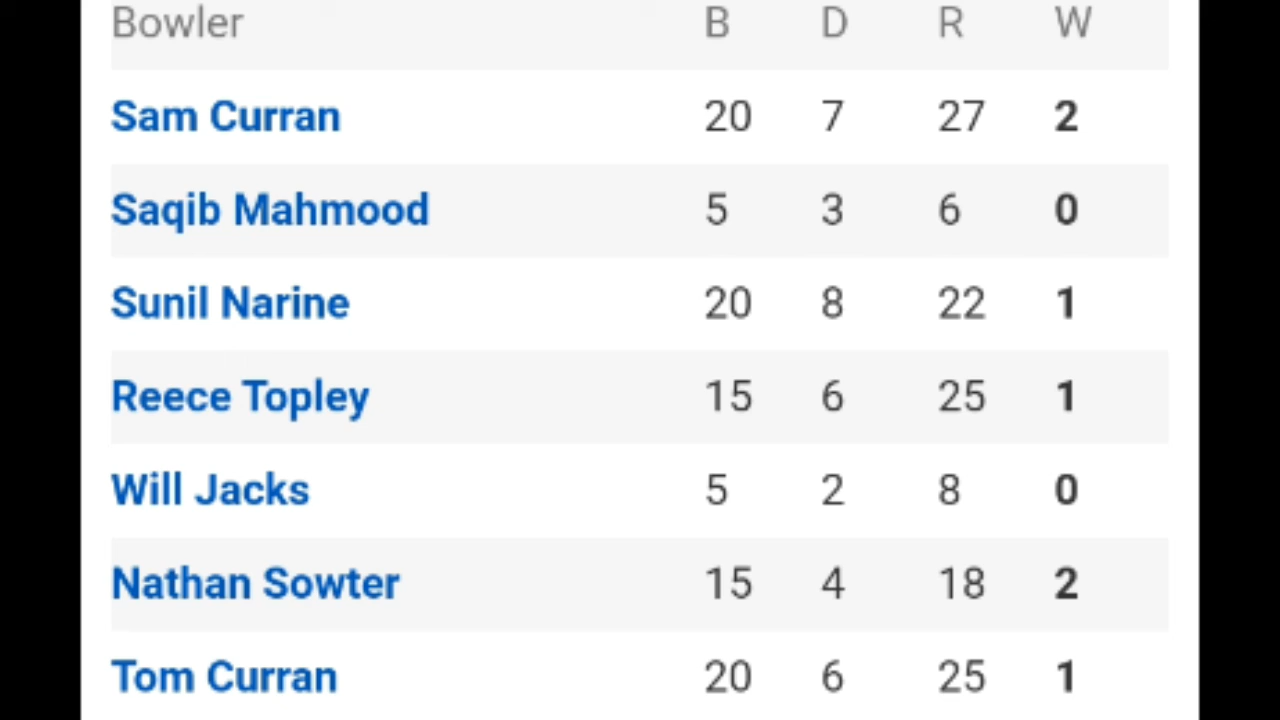 Bowler B D R W
Sam Curran 20 7 27 2
Saqib Mahmood 5 3 6 0
Sunil Narine 20 8 22 1
Reece Topley 15 6 25 1
Will Jacks 5 2 8 0
Nathan Sowter 15 4 18 2
Tom Curran 20 6 25 1